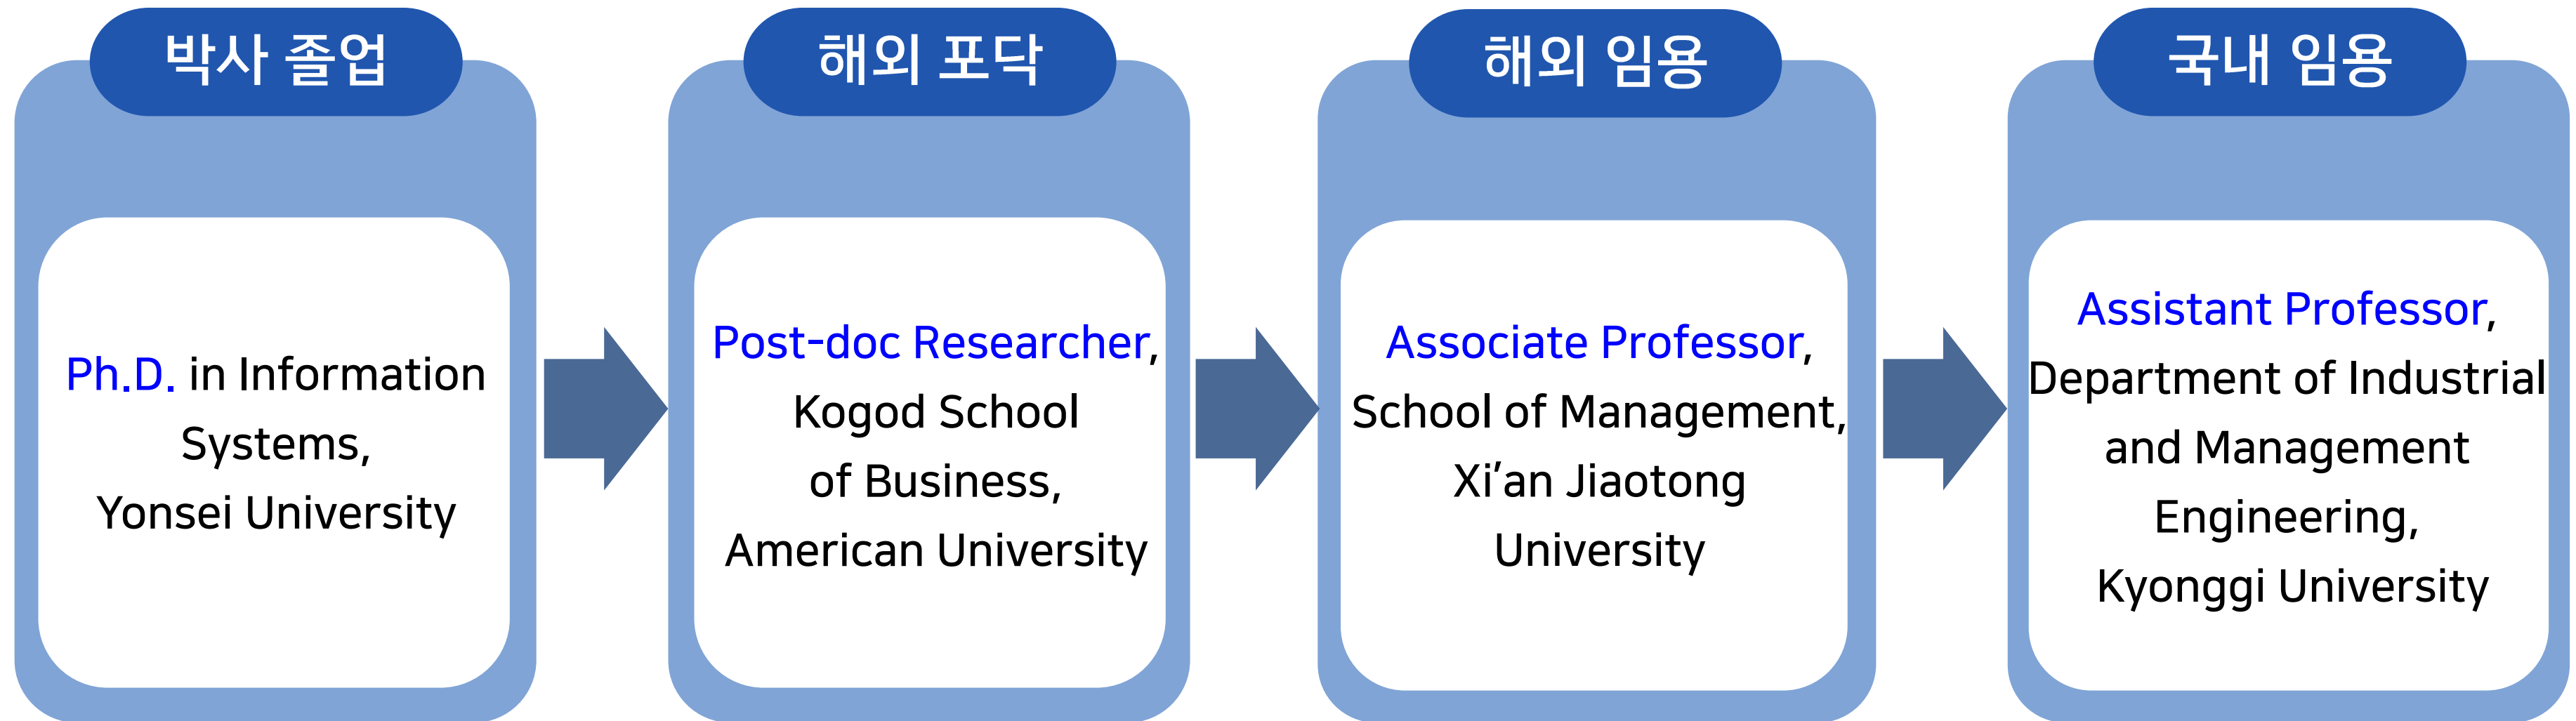 박사 졸업
Ph.D. in Information
Systems,
Yonsei University
해외 포닥
Post-doc Researcher,
Kogod School
of Business,
American University
해외 임용
Associate Professor,
School of Management,
Xi’an Jiaotong
University
국내 임용
Assistant Professor,
Department of Industrial
and Management
Engineering,
Kyonggi University